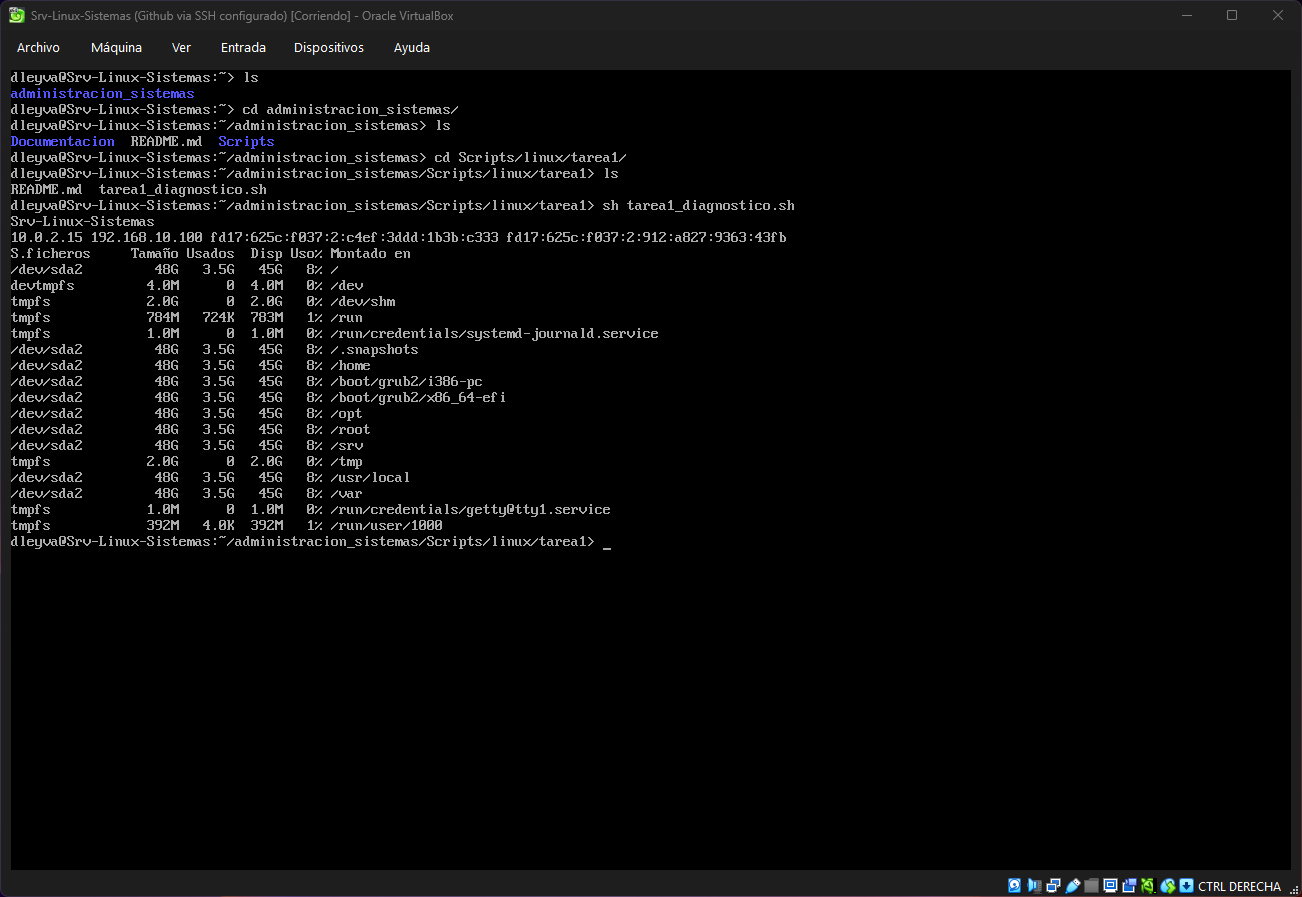 Srv-Linux-Sistemas (Github via SSH configurado) [Corriendo] - Oracle VirtualBox
Archivo Máquina Ver Entrada Dispositivos Ayuda
dleyva@Srv-Linux-Sistemas:~> ls
administracion_sistemas
dleyva@Srv-Linux-Sistemas:~> cd administracion_sistemas/
dleyva@Srv-Linux-Sistemas:~/administracion_sistemas> ls
Documentacion  README.md  Scripts
dleyva@Srv-Linux-Sistemas:~/administracion_sistemas> cd Scripts/linux/tarea1/
dleyva@Srv-Linux-Sistemas:~/administracion_sistemas/Scripts/linux/tarea1> ls
README.md  tarea1_diagnostico.sh
dleyva@Srv-Linux-Sistemas:~/administracion_sistemas/Scripts/linux/tarea1> sh tarea1_diagnostico.sh
Srv-Linux-Sistemas
10.0.2.15 192.168.10.100 fd17:625c:f037:2:c4ef:3ddd:1b3b:c333 fd17:625c:f037:2:912:a827:9363:43fb
S.ficheros     Tamaño Usados  Disp Uso% Montado en
/dev/sda2         48G   3.5G   45G   8% /
devtmpfs         4.0M      0  4.0M   0% /dev
tmpfs            2.0G      0  2.0G   0% /dev/shm
tmpfs            784M   724K  783M   1% /run
tmpfs            1.0M      0  1.0M   0% /run/credentials/systemd-journald.service
/dev/sda2         48G   3.5G   45G   8% /.snapshots
/dev/sda2         48G   3.5G   45G   8% /home
/dev/sda2         48G   3.5G   45G   8% /boot/grub2/i386-pc
/dev/sda2         48G   3.5G   45G   8% /boot/grub2/x86_64-efi
/dev/sda2         48G   3.5G   45G   8% /opt
/dev/sda2         48G   3.5G   45G   8% /root
/dev/sda2         48G   3.5G   45G   8% /srv
tmpfs            2.0G      0  2.0G   0% /tmp
/dev/sda2         48G   3.5G   45G   8% /usr/local
/dev/sda2         48G   3.5G   45G   8% /var
tmpfs            1.0M      0  1.0M   0% /run/credentials/getty@tty1.service
tmpfs            392M   4.0K  392M   1% /run/user/1000
dleyva@Srv-Linux-Sistemas:~/administracion_sistemas/Scripts/linux/tarea1> _
CTRL DERECHA